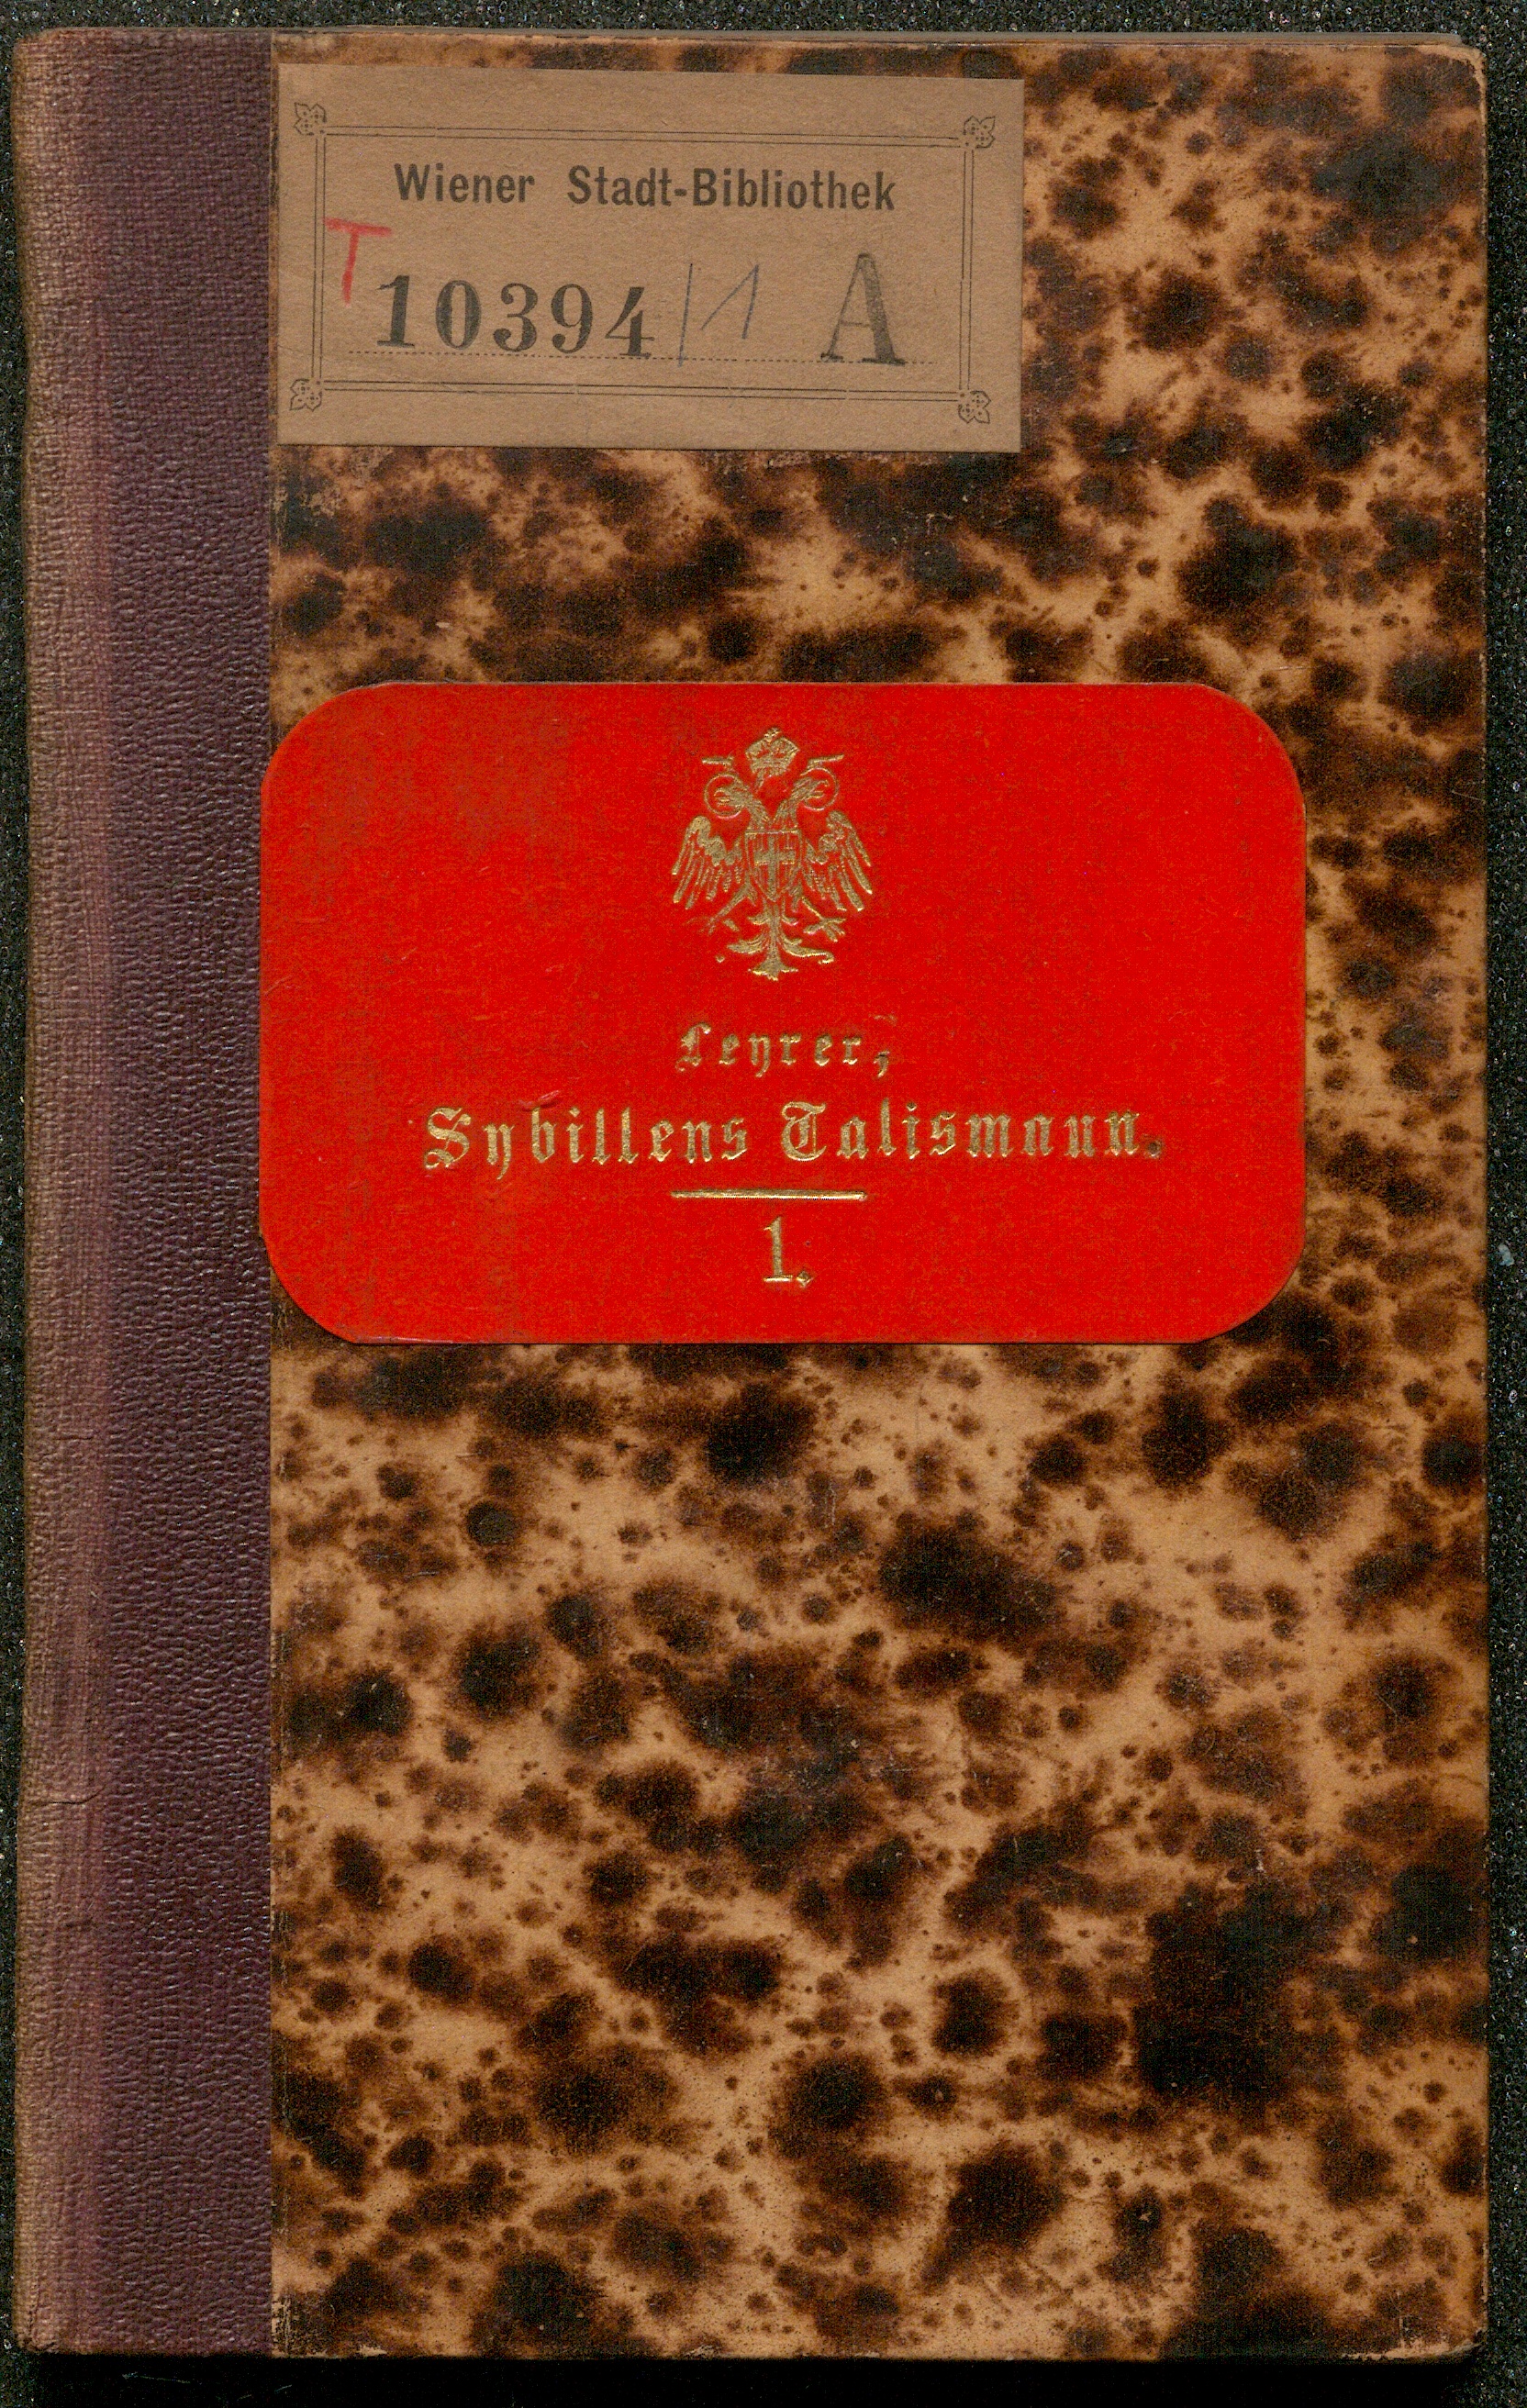 Wiener Stadt-Bibliothek
T 10394/1 A
Leyrer,
Sybillens Talismann.
1.